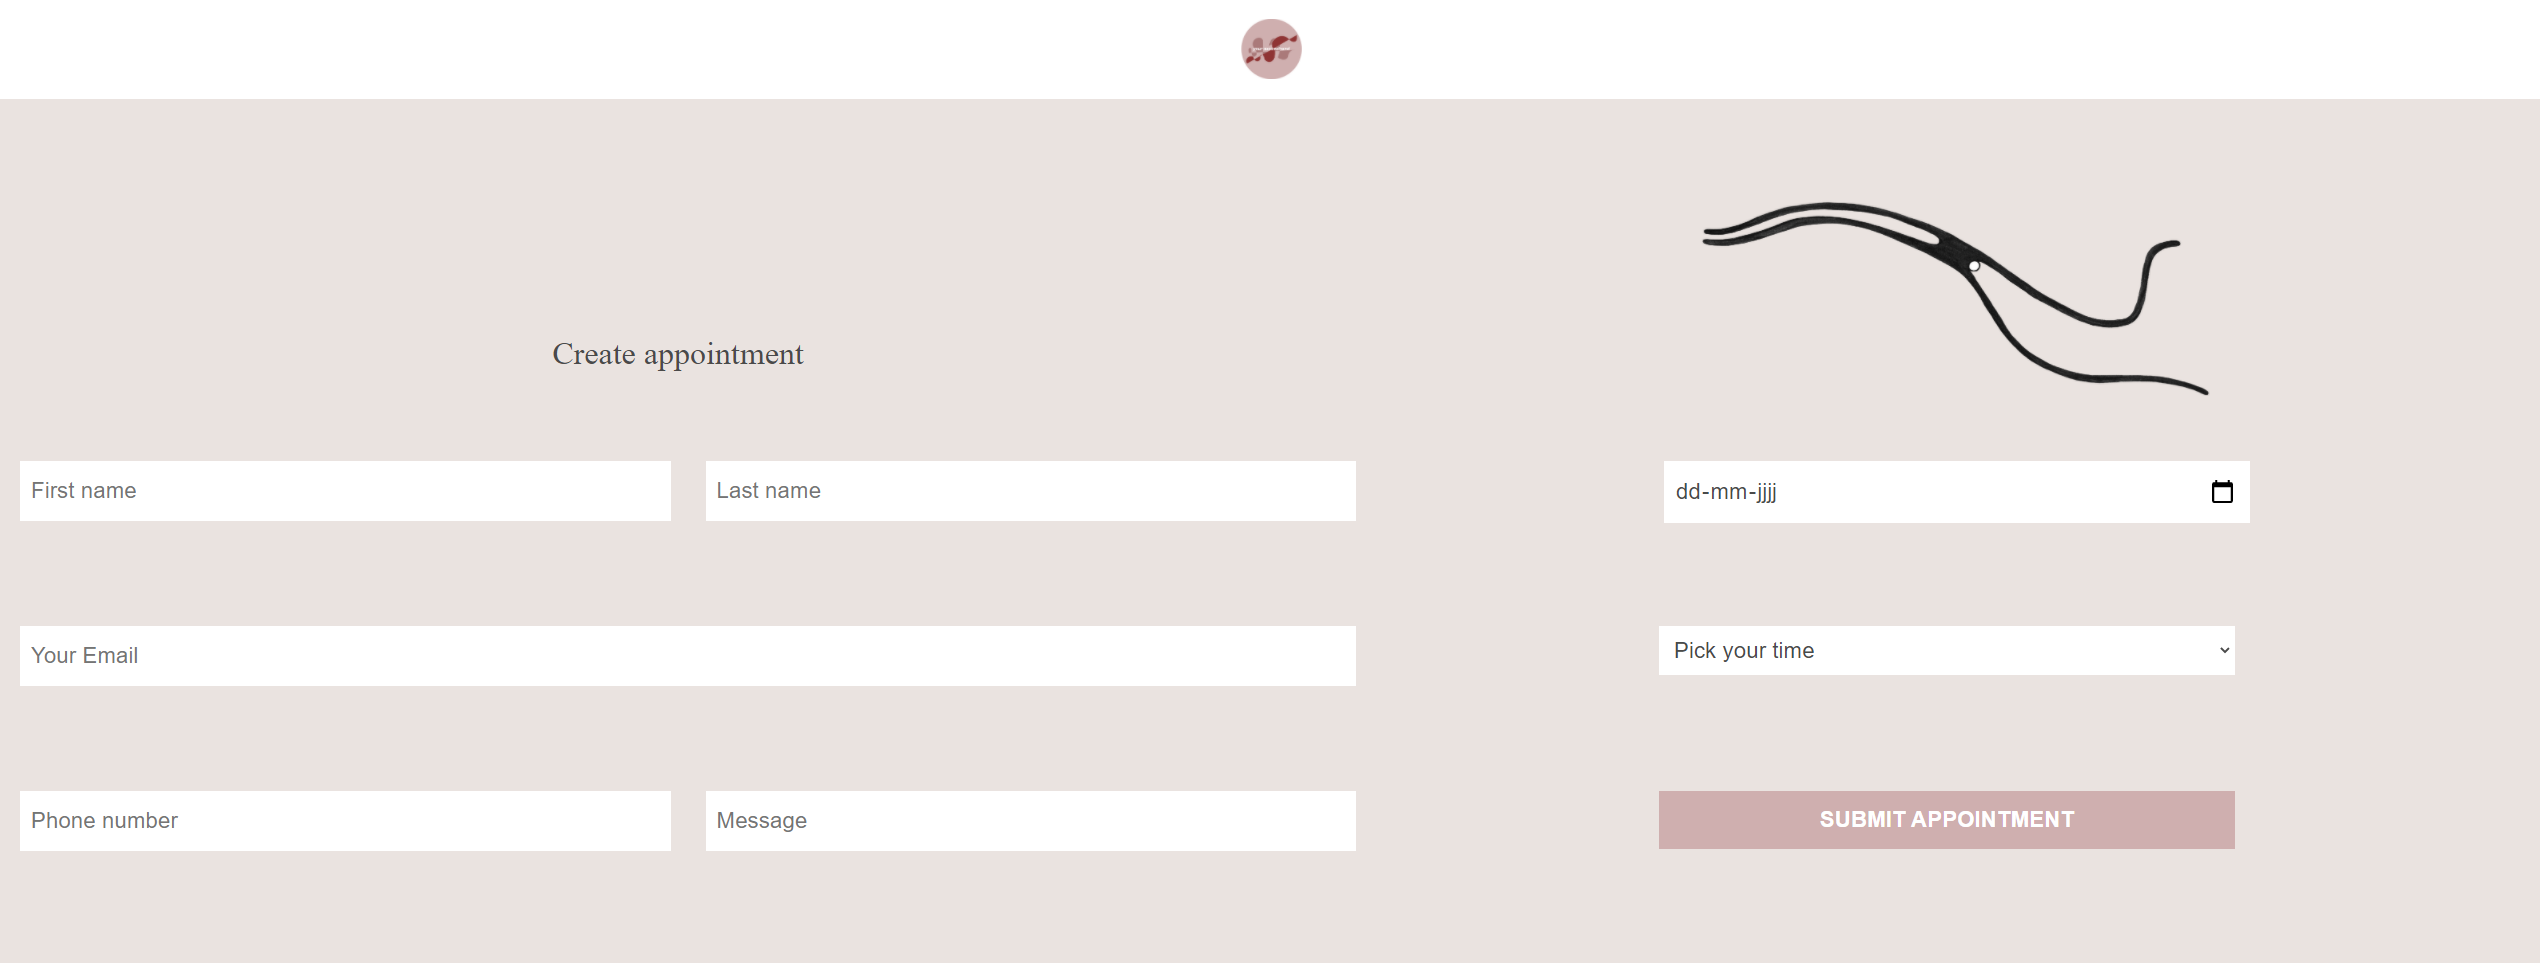 Create appointment
First name
Last name
dd-mm-jjjj
Your Email
Pick your time
Phone number
Message
SUBMIT APPOINTMENT